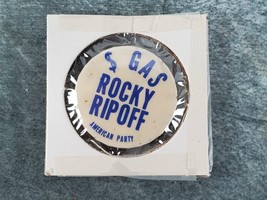 $ GAS
ROCKY
RIPOFF
AMERICAN PARTY